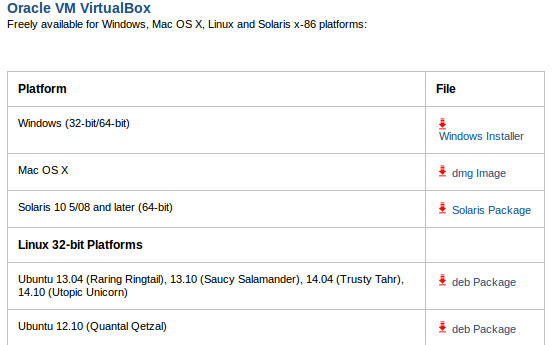 Oracle VM VirtualBox
Freely available for Windows, Mac OS X, Linux and Solaris x-86 platforms:
Platform
File
Windows (32-bit/64-bit)
Windows Installer
Mac OS X
dmg Image
Solaris 10 5/08 and later (64-bit)
Solaris Package
Linux 32-bit Platforms
Ubuntu 13.04 (Raring Ringtail), 13.10 (Saucy Salamander), 14.04 (Trusty Tahr),
14.10 (Utopic Unicorn)
deb Package
Ubuntu 12.10 (Quantal Qetzal)
deb Package